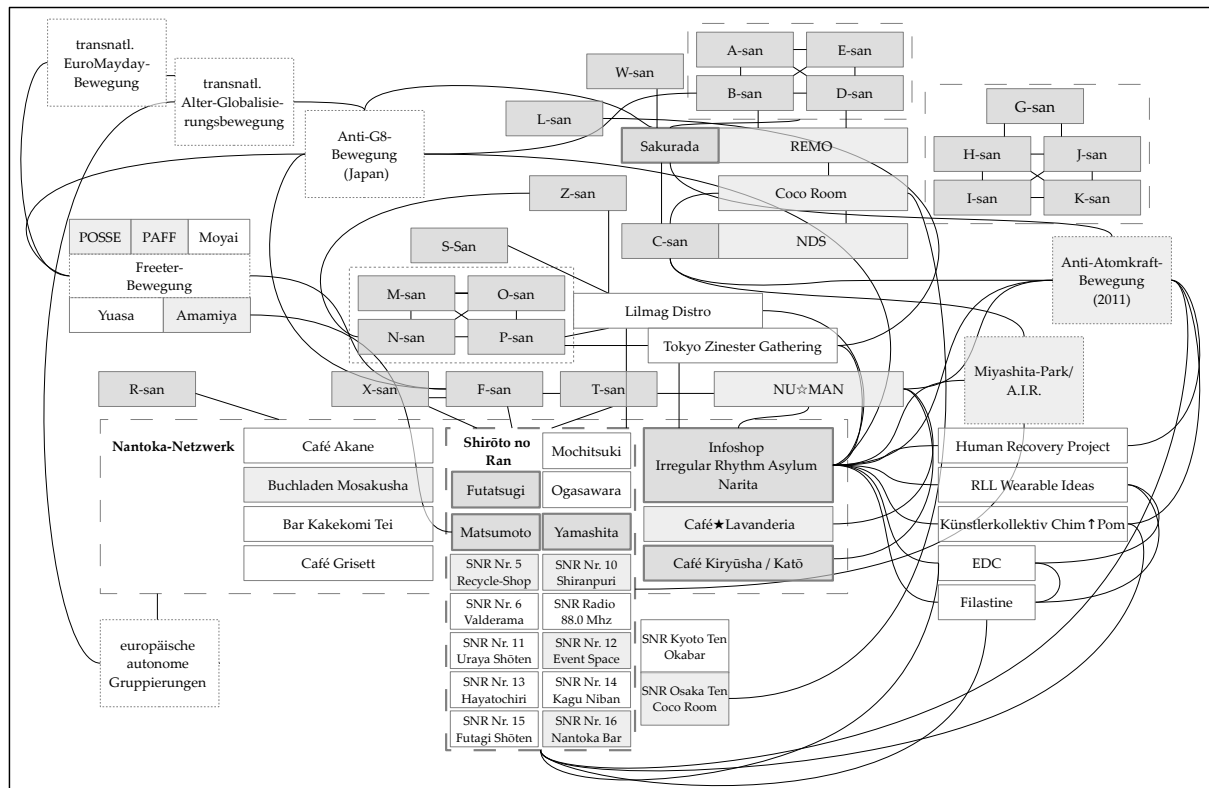 transnatl.
EuroMayday-
Bewegung
transnatl.
Alter-Globalisie-
rungsbewegung
Anti-G8-
Bewegung
(Japan)
W-san
L-san
A-san
E-san
B-san
D-san
Sakurada
REMO
G-san
H-san
J-san
I-san
K-san
Z-san
Coco Room
C-san
NDS
S-San
POSSE
PAFF
Moyai
Freeter-
Bewegung
Yuasa
Amamiya
M-san
O-san
N-san
P-san
Lilmag Distro
Tokyo Zinester Gathering
Anti-Atomkraft-
Bewegung
(2011)
Miyashita-Park/
A.I.R.
R-san
X-san
F-san
T-san
NU☆MAN
Nantoka-Netzwerk
Café Akane
Buchladen Mosakusha
Bar Kakekomi Tei
Café Grisett
Shirōto no
Ran
Mochitsuki
Futatsugi
Ogasawara
Matsumoto
Yamashita
SNR Nr. 5
Recycle-Shop
SNR Nr. 10
Shiranpuri
SNR Nr. 6
Valderama
SNR Radio
88.0 Mhz
SNR Nr. 11
Uraya Shōten
SNR Nr. 12
Event Space
SNR Nr. 13
Hayatochiri
SNR Nr. 14
Kagu Niban
SNR Nr. 15
Futagi Shōten
SNR Nr. 16
Nantoka Bar
Infoshop
Irregular Rhythm Asylum
Narita
Café★Lavanderia
Café Kiryūsha / Katō
SNR Kyoto Ten
Okabar
SNR Osaka Ten
Coco Room
Human Recovery Project
RLL Wearable Ideas
Künstlerkollektiv Chim↑Pom
EDC
Filastine
europäische
autonome
Gruppierungen